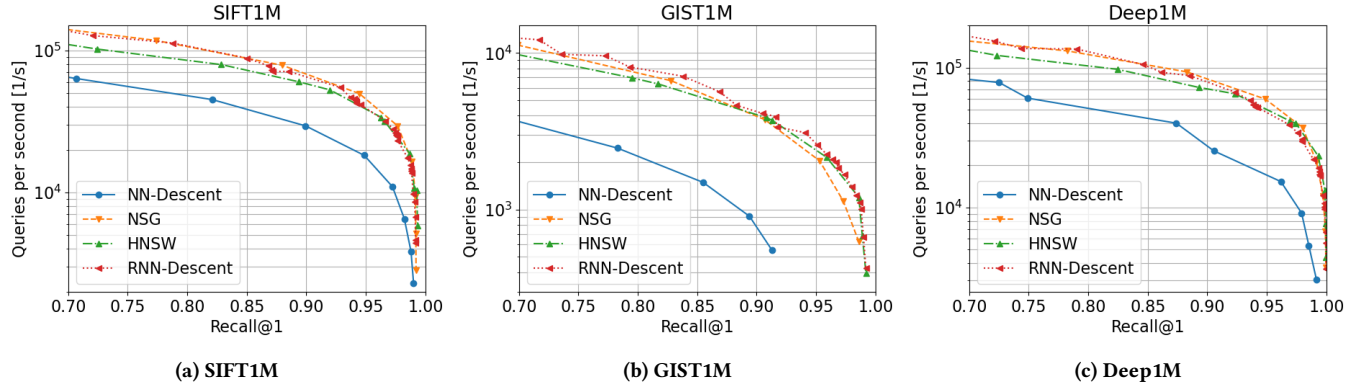 SIFT1M
Queries per second [1/s]
10^5
10^4
NN-Descent
NSG
HNSW
RNN-Descent
0.70 0.75 0.80 0.85 0.90 0.95 1.00
Recall@1
(a) SIFT1M
GIST1M
Queries per second [1/s]
10^4
10^3
NN-Descent
NSG
HNSW
RNN-Descent
0.70 0.75 0.80 0.85 0.90 0.95 1.00
Recall@1
(b) GIST1M
Deep1M
Queries per second [1/s]
10^5
10^4
NN-Descent
NSG
HNSW
RNN-Descent
0.70 0.75 0.80 0.85 0.90 0.95 1.00
Recall@1
(c) Deep1M